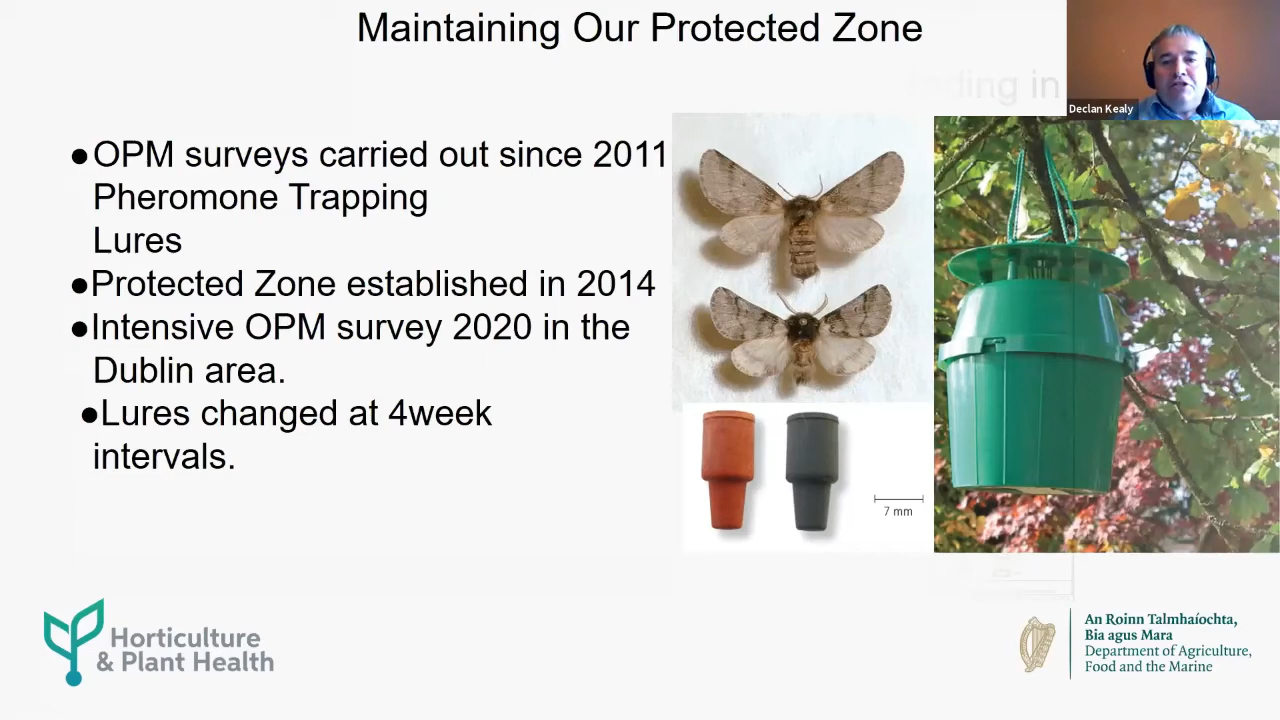 Maintaining Our Protected Zone
Declan Kealy
●OPM surveys carried out since 2011
Pheromone Trapping
Lures
●Protected Zone established in 2014
●Intensive OPM survey 2020 in the
Dublin area.
●Lures changed at 4week
intervals.
7 mm
Horticulture
& Plant Health
An Roinn Talmhaíochta,
Bia agus Mara
Department of Agriculture,
Food and the Marine